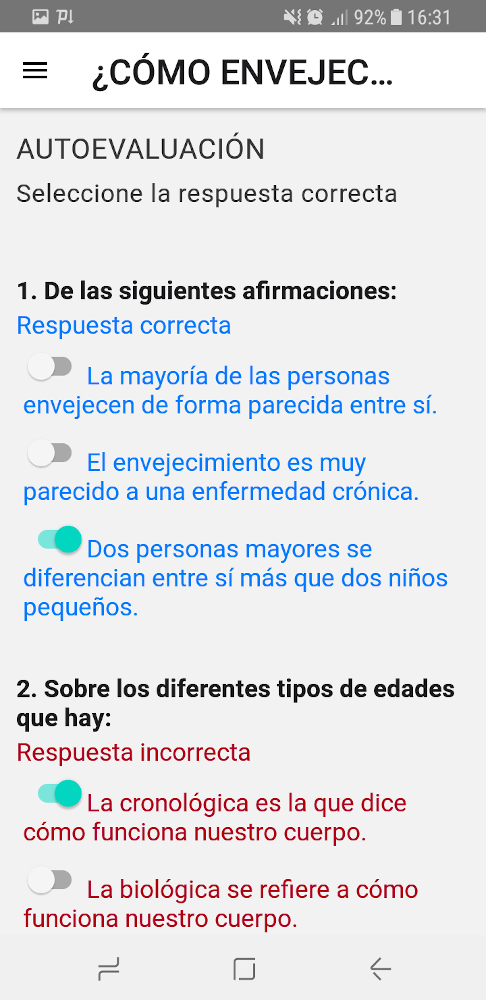 92% 16:31
¿CÓMO ENVEJEC...
AUTOEVALUACIÓN
Seleccione la respuesta correcta
1. De las siguientes afirmaciones:
Respuesta correcta
La mayoría de las personas
envejecen de forma parecida entre sí.
El envejecimiento es muy
parecido a una enfermedad crónica.
Dos personas mayores se
diferencian entre sí más que dos niños
pequeños.
2. Sobre los diferentes tipos de edades
que hay:
Respuesta incorrecta
La cronológica es la que dice
cómo funciona nuestro cuerpo.
La biológica se refiere a cómo
funciona nuestro cuerpo.